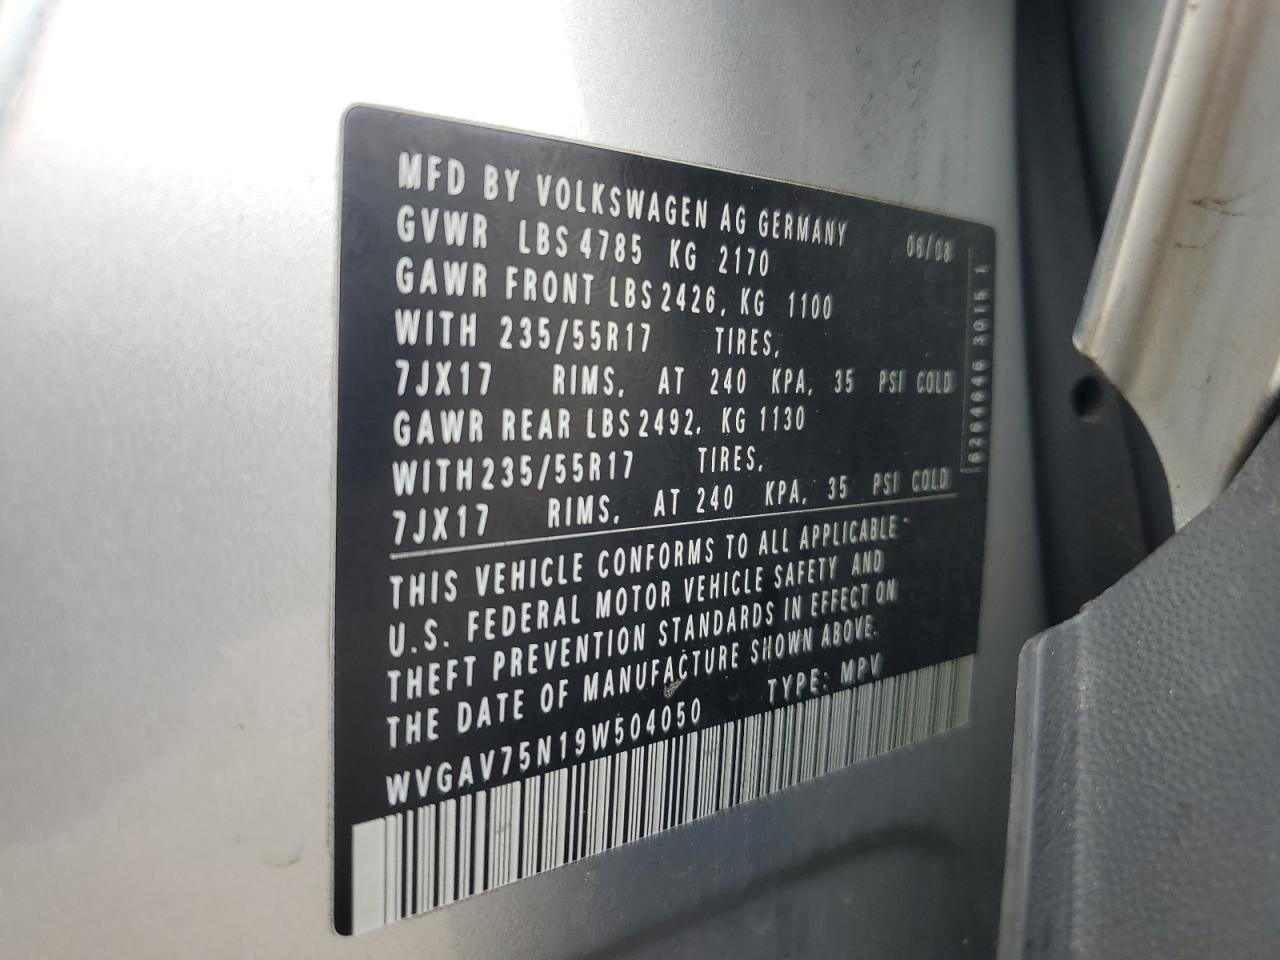 MFD BY VOLKSWAGEN AG GERMANY 06/08
GVWR LBS 4785 KG 2170
GAWR FRONT LBS 2426, KG 1100
WITH 235/55R17 TIRES,
7JX17 RIMS, AT 240 KPA, 35 PSI COLD
GAWR REAR LBS 2492, KG 1130
WITH 235/55R17 TIRES,
7JX17 RIMS, AT 240 KPA, 35 PSI COLD
THIS VEHICLE CONFORMS TO ALL APPLICABLE
U.S. FEDERAL MOTOR VEHICLE SAFETY AND
THEFT PREVENTION STANDARDS IN EFFECT ON
THE DATE OF MANUFACTURE SHOWN ABOVE.
WVGAV75N19W504050 TYPE: MPV